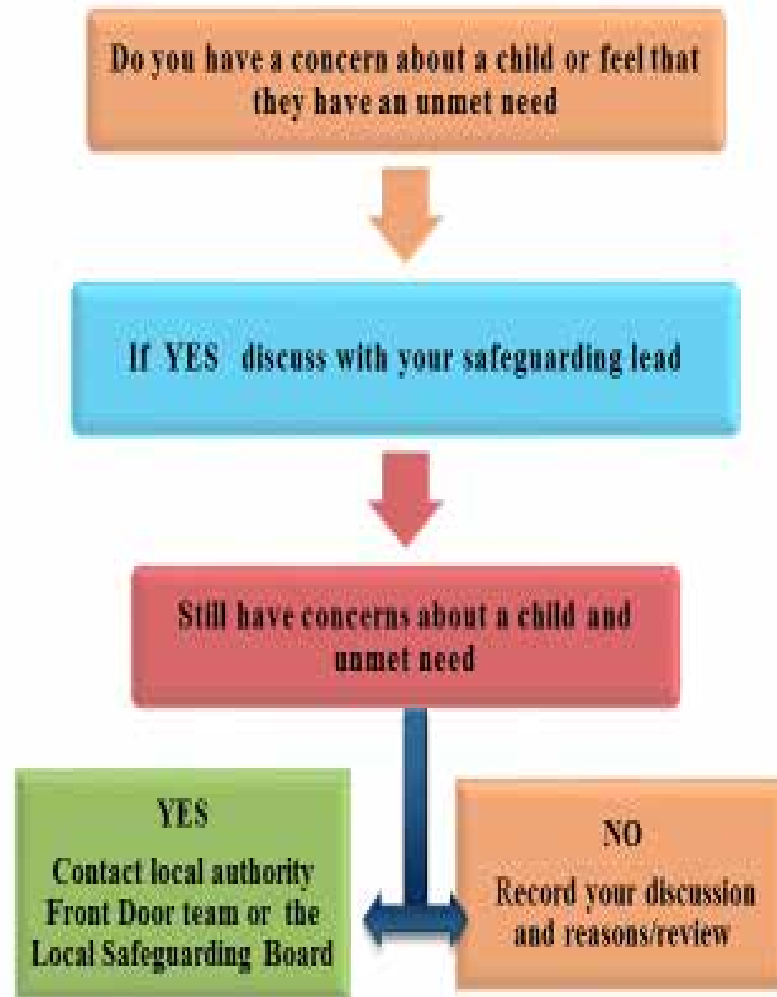 Do you have a concern about a child or feel that
they have an unmet need
If YES discuss with your safeguarding lead
Still have concerns about a child and
unmet need
YES
Contact local authority
Front Door team or the
Local Safeguarding Board
NO
Record your discussion
and reasons/review